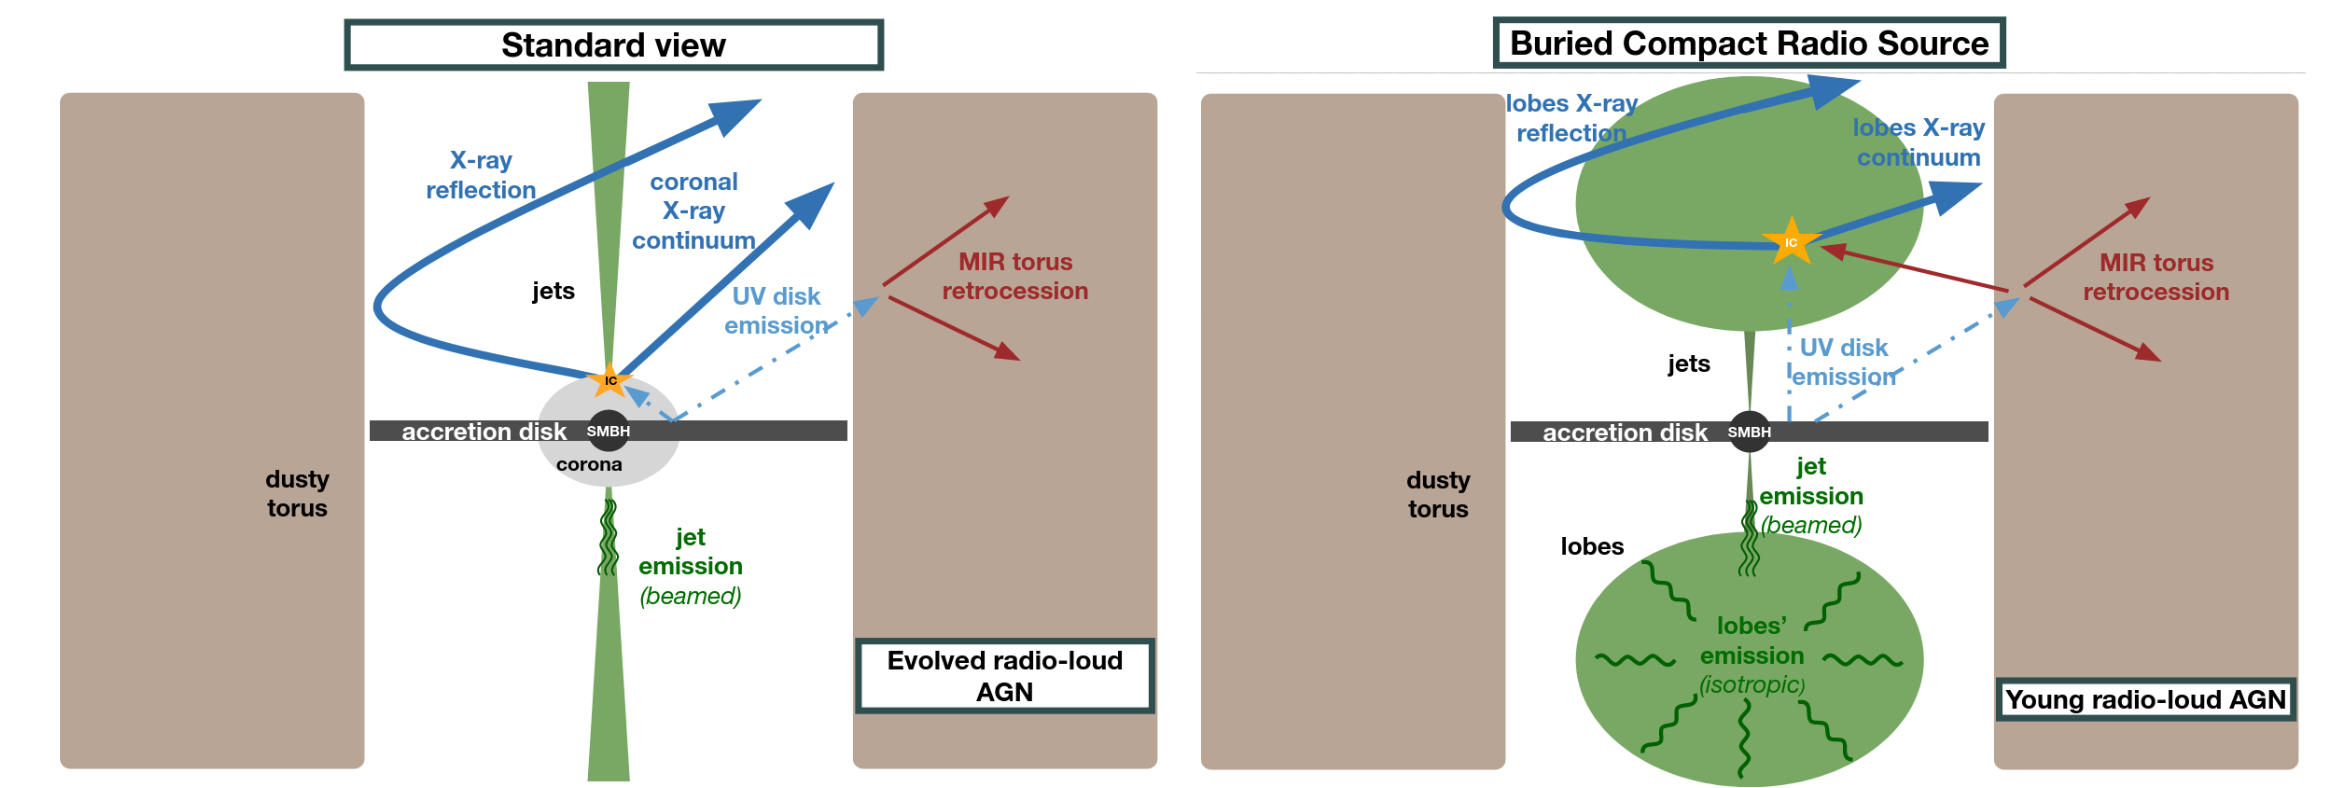 Standard view
X-ray
reflection
coronal
X-ray
continuum
jets
UV disk
emission
MIR torus
retrocession
IC
accretion disk
SMBH
corona
dusty
torus
jet
emission
(beamed)
Evolved radio-loud
AGN
Buried Compact Radio Source
lobes X-ray
reflection
lobes X-ray
continuum
IC
MIR torus
retrocession
jets
UV disk
emission
accretion disk
SMBH
dusty
torus
jet
emission
(beamed)
lobes
lobes’
emission
(isotropic)
Young radio-loud AGN